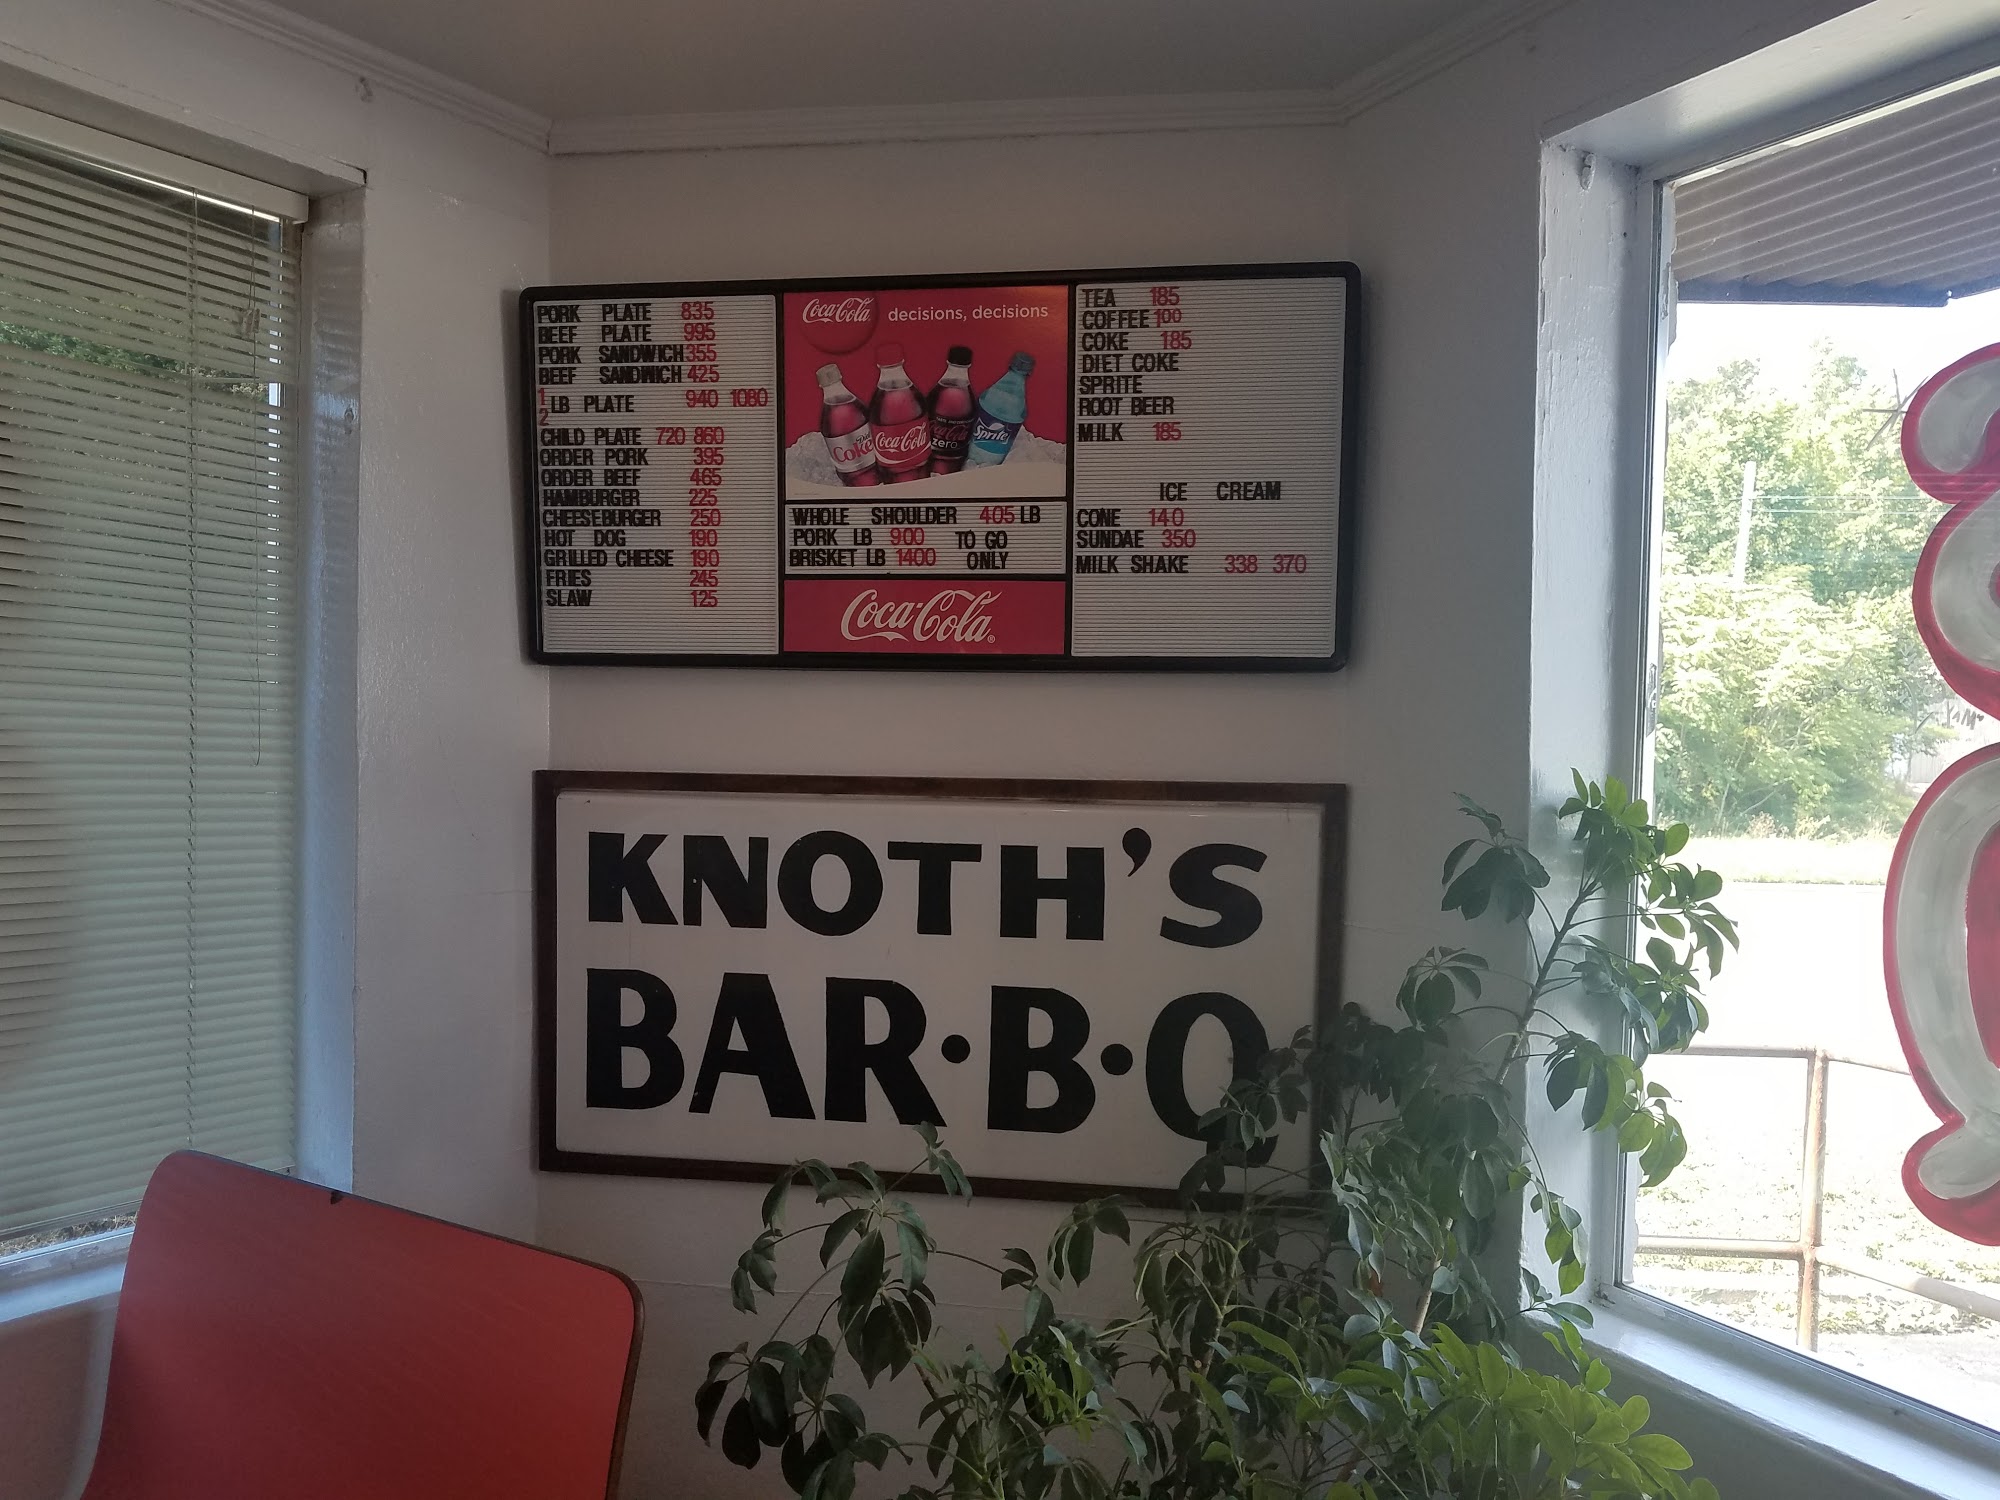 PORK PLATE 835
BEEF PLATE 995
PORK SANDWICH 355
BEEF SANDWICH 425
1
2 LB PLATE 940 1080
CHILD PLATE 720 860
ORDER PORK 395
ORDER BEEF 465
HAMBURGER 225
CHEESEBURGER 250
HOT DOG 190
GRILLED CHEESE 190
FRIES 245
SLAW 125
Coca-Cola decisions, decisions
Diet Coke Coca-Cola Coca-Cola zero Sprite
WHOLE SHOULDER 405 LB
PORK LB 900 TO GO
BRISKET LB 1400 ONLY
Coca-Cola®
TEA 185
COFFEE 100
COKE 185
DIET COKE
SPRITE
ROOT BEER
MILK 185
ICE CREAM
CONE 140
SUNDAE 350
MILK SHAKE 338 370
KNOTH'S
BAR·B·Q